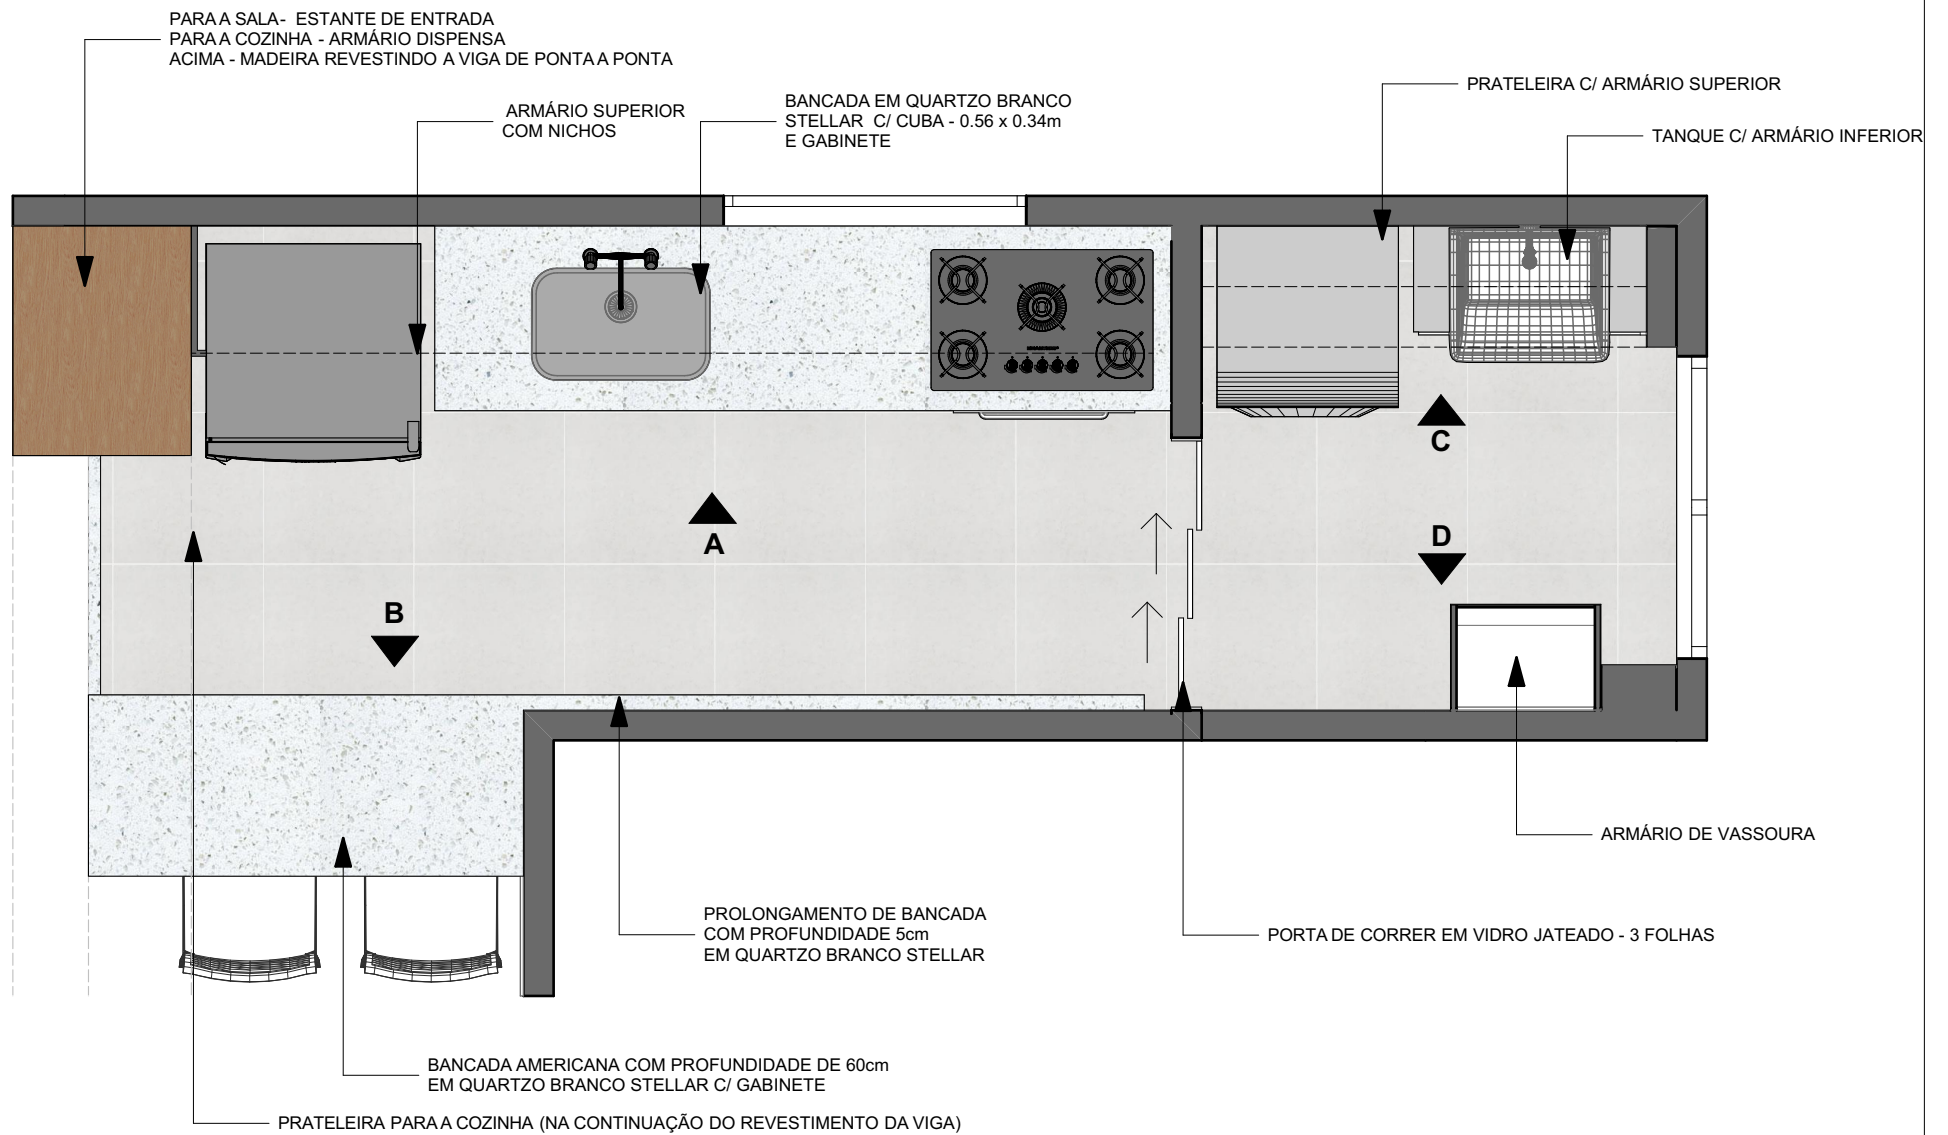 PARA A SALA- ESTANTE DE ENTRADA
PARA A COZINHA - ARMÁRIO DISPENSA
ACIMA - MADEIRA REVESTINDO A VIGA DE PONTA A PONTA
ARMÁRIO SUPERIOR
COM NICHOS
BANCADA EM QUARTZO BRANCO
STELLAR C/ CUBA - 0.56 x 0.34m
E GABINETE
PRATELEIRA C/ ARMÁRIO SUPERIOR
TANQUE C/ ARMÁRIO INFERIOR
C
A
D
B
ARMÁRIO DE VASSOURA
PROLONGAMENTO DE BANCADA
COM PROFUNDIDADE 5cm
EM QUARTZO BRANCO STELLAR
PORTA DE CORRER EM VIDRO JATEADO - 3 FOLHAS
BANCADA AMERICANA COM PROFUNDIDADE DE 60cm
EM QUARTZO BRANCO STELLAR C/ GABINETE
PRATELEIRA PARA A COZINHA (NA CONTINUAÇÃO DO REVESTIMENTO DA VIGA)